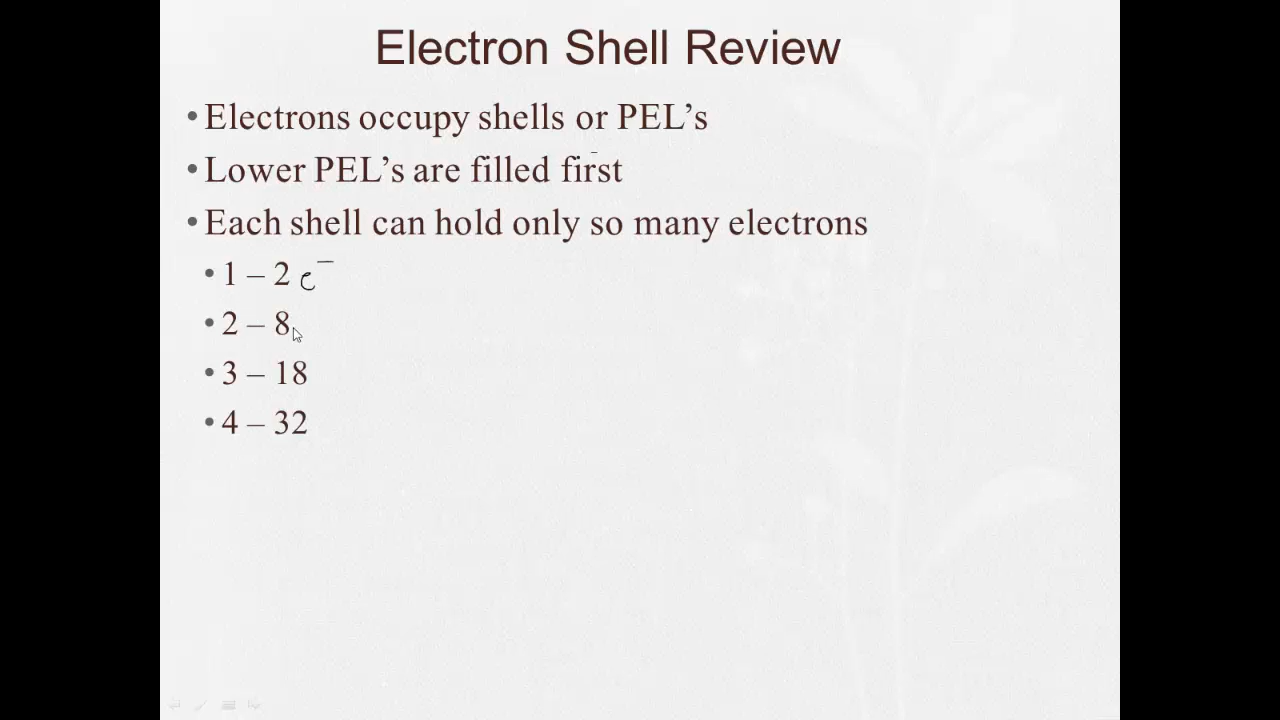 Electron Shell Review
• Electrons occupy shells or PEL’s
• Lower PEL’s are filled first
• Each shell can hold only so many electrons
• 1 – 2 e⁻
• 2 – 8
• 3 – 18
• 4 – 32